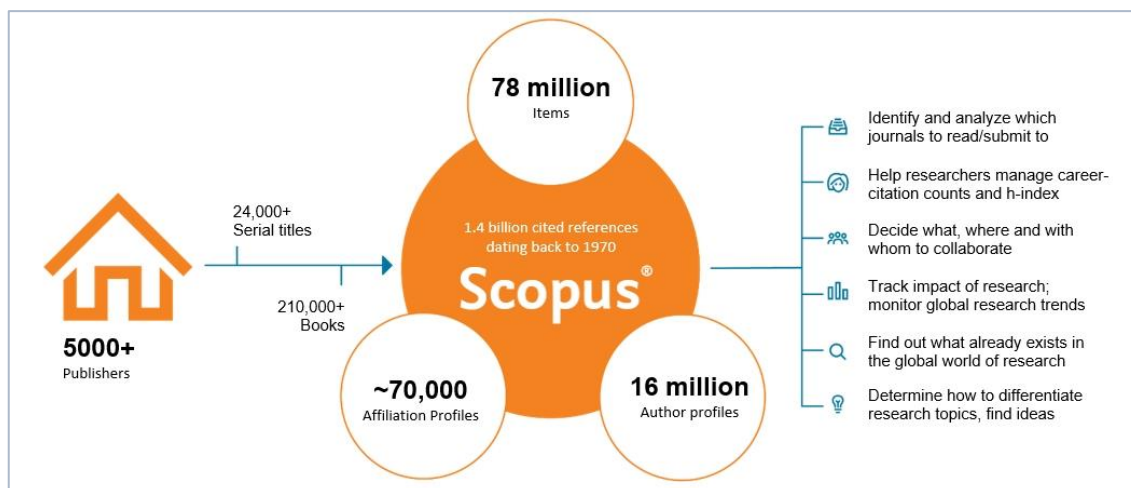 78 million
Items
Identify and analyze which
journals to read/submit to
Help researchers manage career-
citation counts and h-index
24,000+
Serial titles
1.4 billion cited references
dating back to 1970
Scopus®
Decide what, where and with
whom to collaborate
Track impact of research;
monitor global research trends
210,000+
Books
5000+
Publishers
~70,000
Affiliation Profiles
16 million
Author profiles
Find out what already exists in
the global world of research
Determine how to differentiate
research topics, find ideas